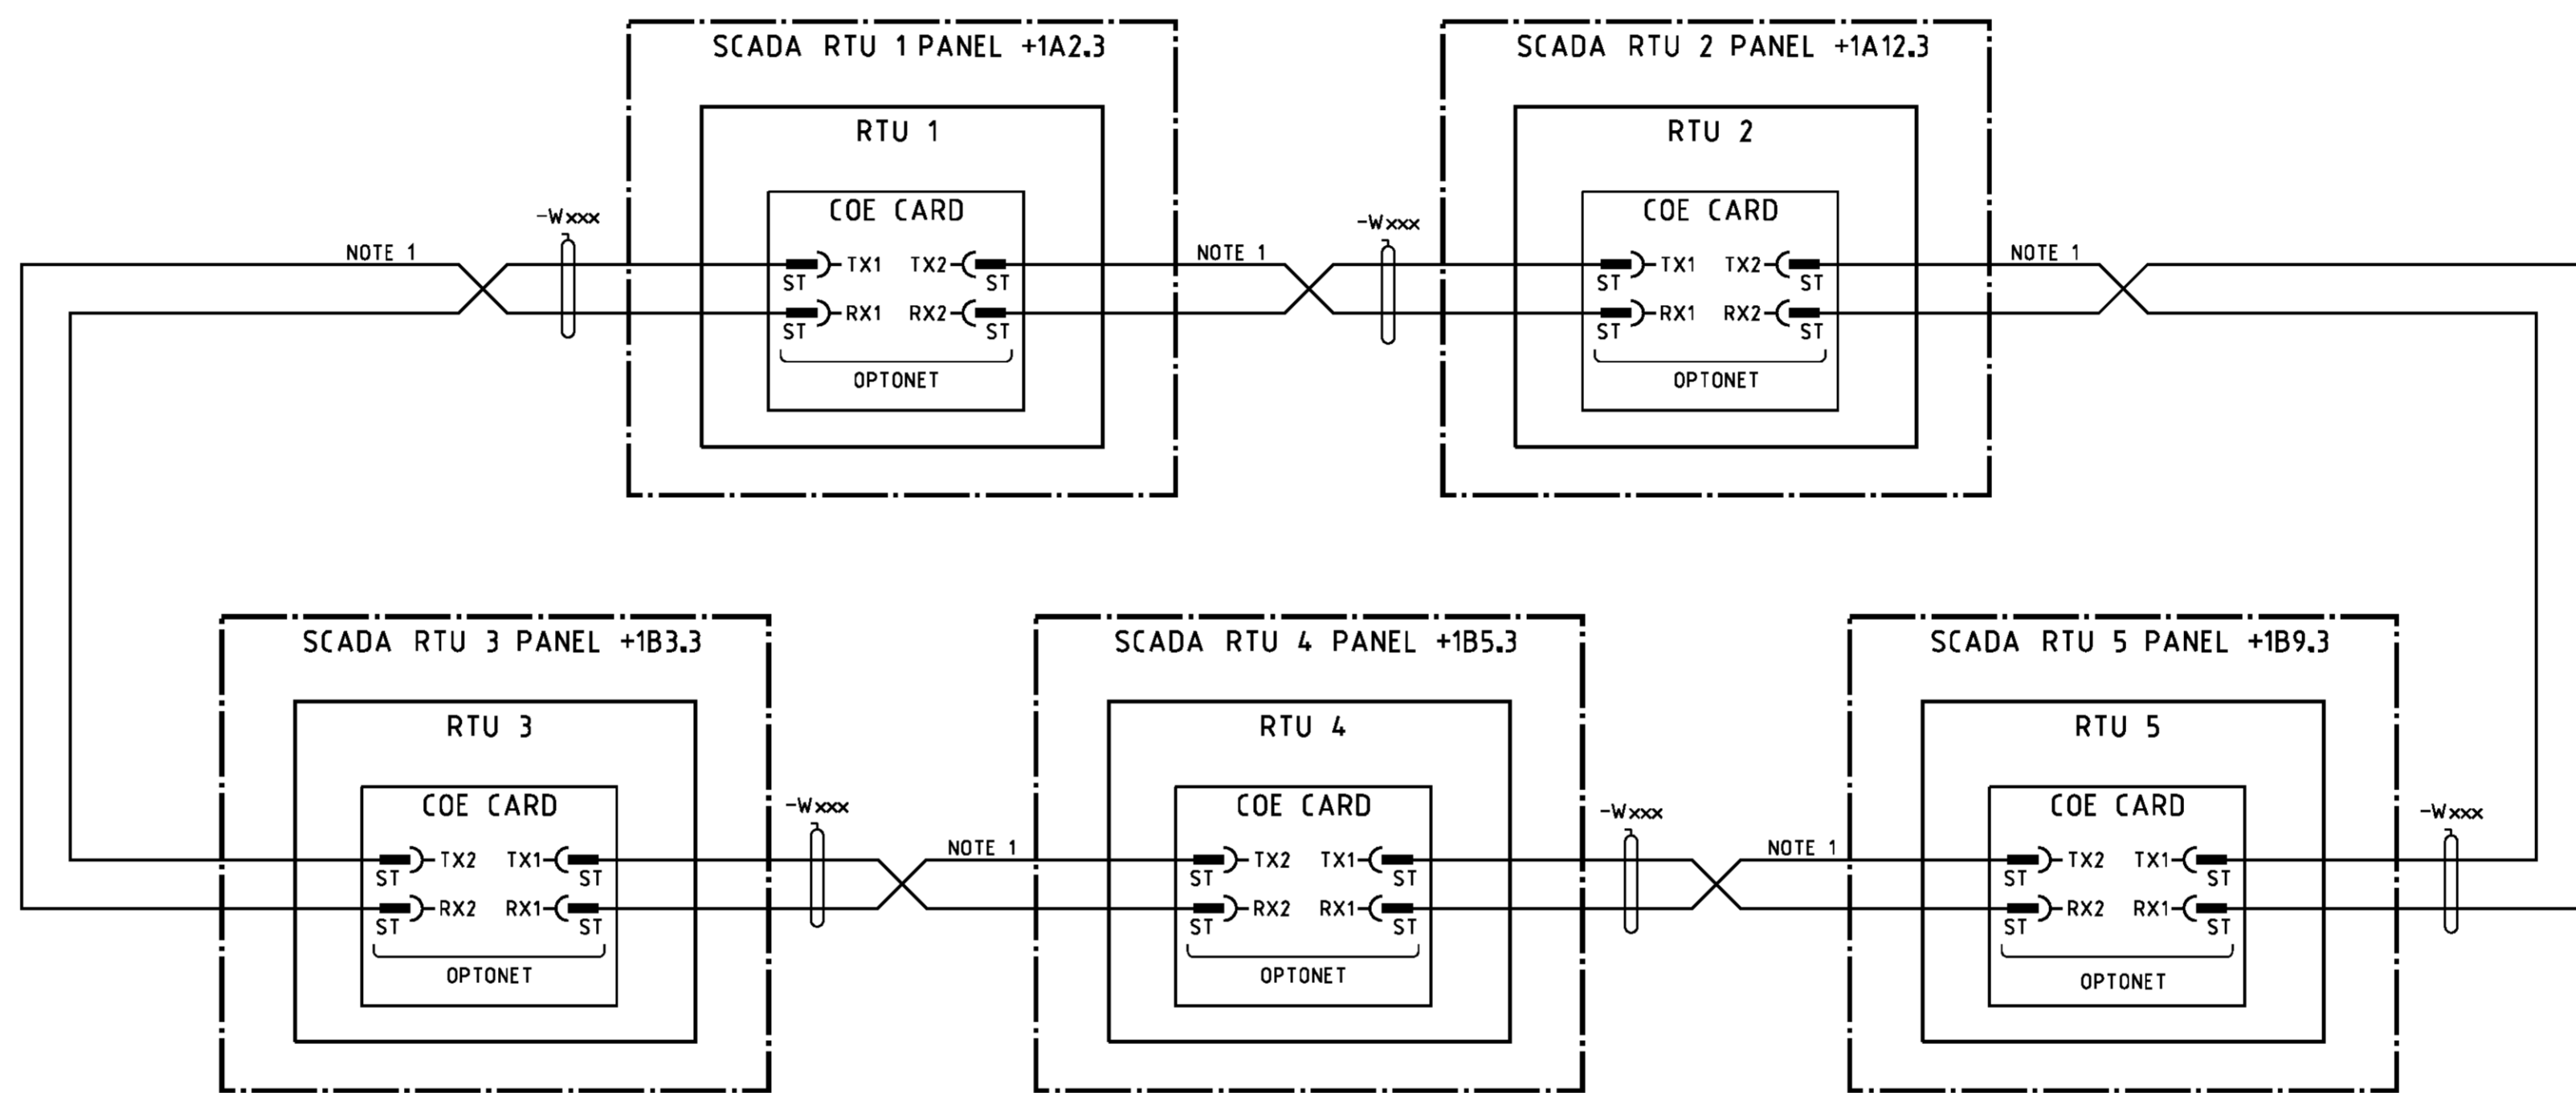 SCADA RTU 1 PANEL +1A2.3
SCADA RTU 2 PANEL +1A12.3
RTU 1
RTU 2
COE CARD
COE CARD
-Wxxx
-Wxxx
NOTE 1
NOTE 1
NOTE 1
TX1 TX2
TX1 TX2
ST ST
ST ST
RX1 RX2
RX1 RX2
ST ST
ST ST
OPTONET
OPTONET
SCADA RTU 3 PANEL +1B3.3
SCADA RTU 4 PANEL +1B5.3
SCADA RTU 5 PANEL +1B9.3
RTU 3
RTU 4
RTU 5
COE CARD
COE CARD
COE CARD
-Wxxx
-Wxxx
-Wxxx
NOTE 1
NOTE 1
TX2 TX1
TX2 TX1
TX2 TX1
ST ST
ST ST
ST ST
RX2 RX1
RX2 RX1
RX2 RX1
ST ST
ST ST
ST ST
OPTONET
OPTONET
OPTONET